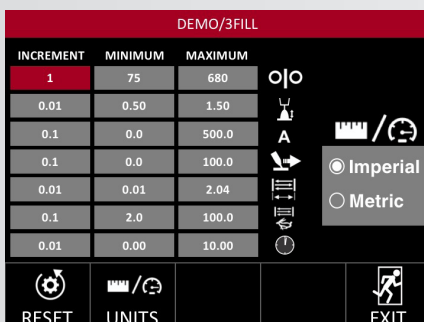 DEMO/3FILL
INCREMENT MINIMUM MAXIMUM
1 75 680
0.01 0.50 1.50
0.1 0.0 500.0 A
0.1 0.0 100.0
0.01 0.01 2.04
0.1 2.0 100.0
0.01 0.00 10.00
Imperial
Metric
RESET UNITS EXIT